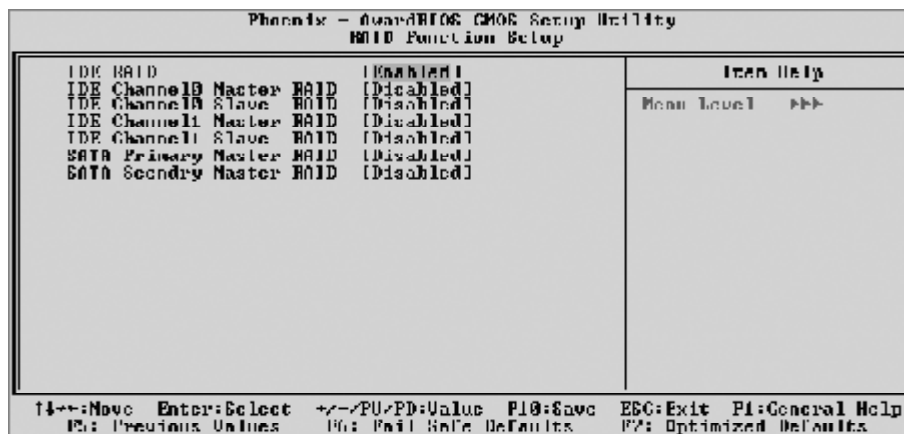 Phoenix - AwardBIOS CMOS Setup Utility
RAID Function Setup
IDE RAID [Enabled]
IDE Channel0 Master RAID [Disabled]
IDE Channel0 Slave RAID [Disabled]
IDE Channel1 Master RAID [Disabled]
IDE Channel1 Slave RAID [Disabled]
SATA Primary Master RAID [Disabled]
SATA Secndry Master RAID [Disabled]
Item Help
Menu Level ▸▸▸
↑↓→←:Move Enter:Select +/-/PU/PD:Value F10:Save ESC:Exit F1:General Help
F5: Previous Values F6: Fail Safe Defaults F7: Optimized Defaults